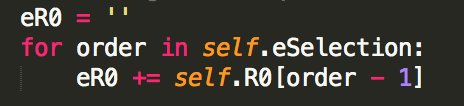 eR0 = ''
for order in self.eSelection:
    eR0 += self.R0[order - 1]